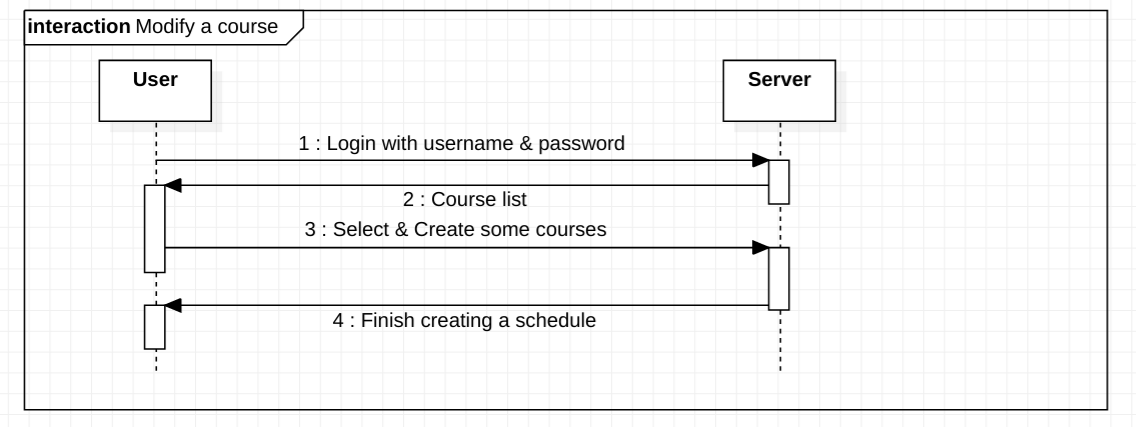 interaction Modify a course
User
Server
1 : Login with username & password
2 : Course list
3 : Select & Create some courses
4 : Finish creating a schedule